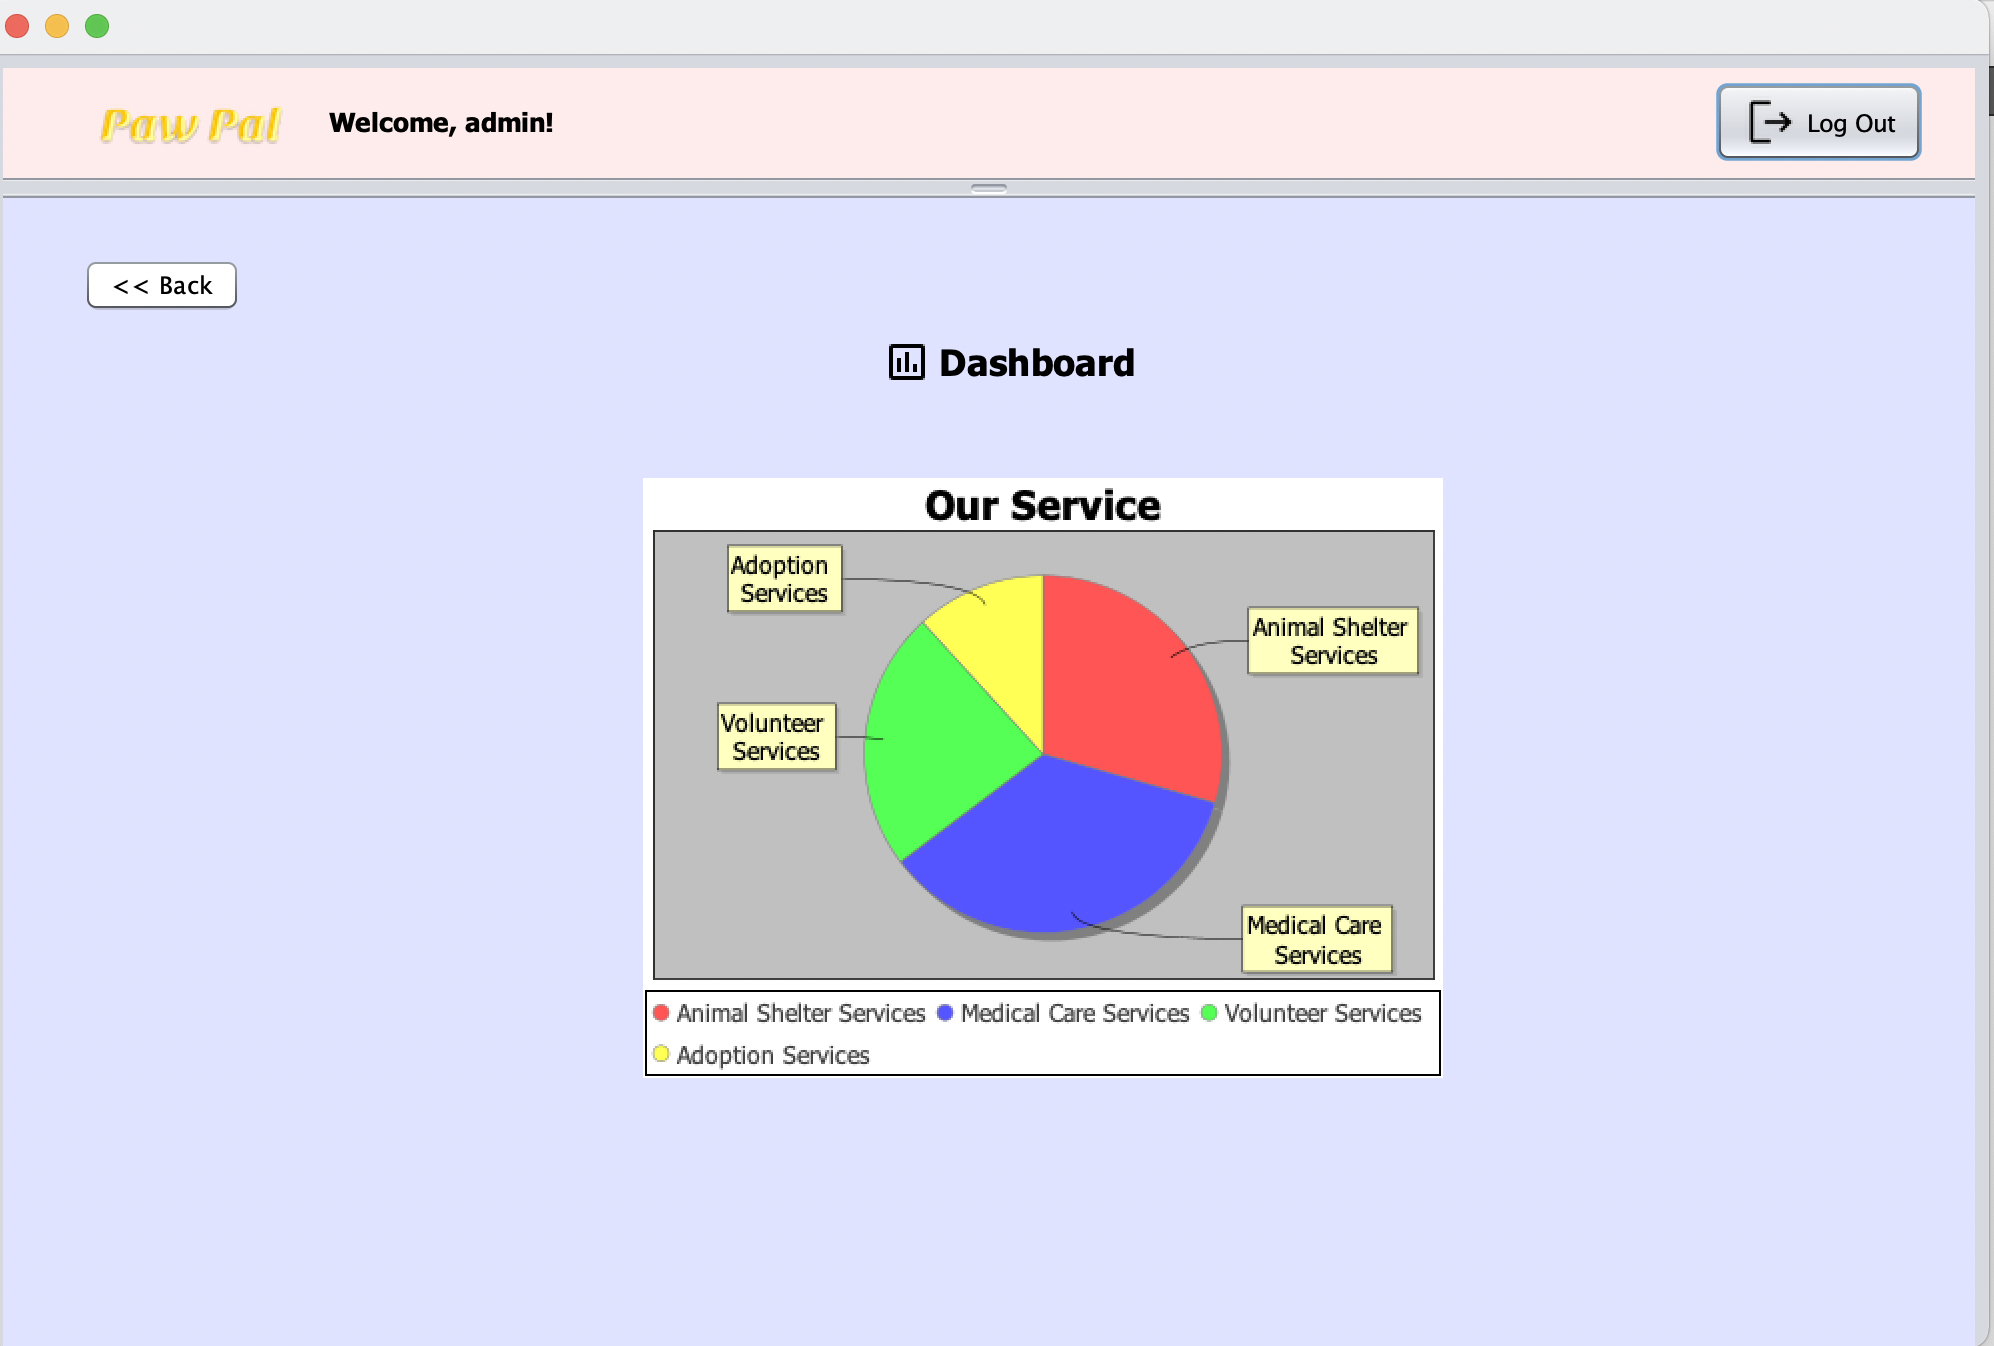 Paw Pal
Welcome, admin!
Log Out
<< Back
Dashboard
Our Service
Adoption
Services
Animal Shelter
Services
Volunteer
Services
Medical Care
Services
Animal Shelter Services Medical Care Services Volunteer Services
Adoption Services